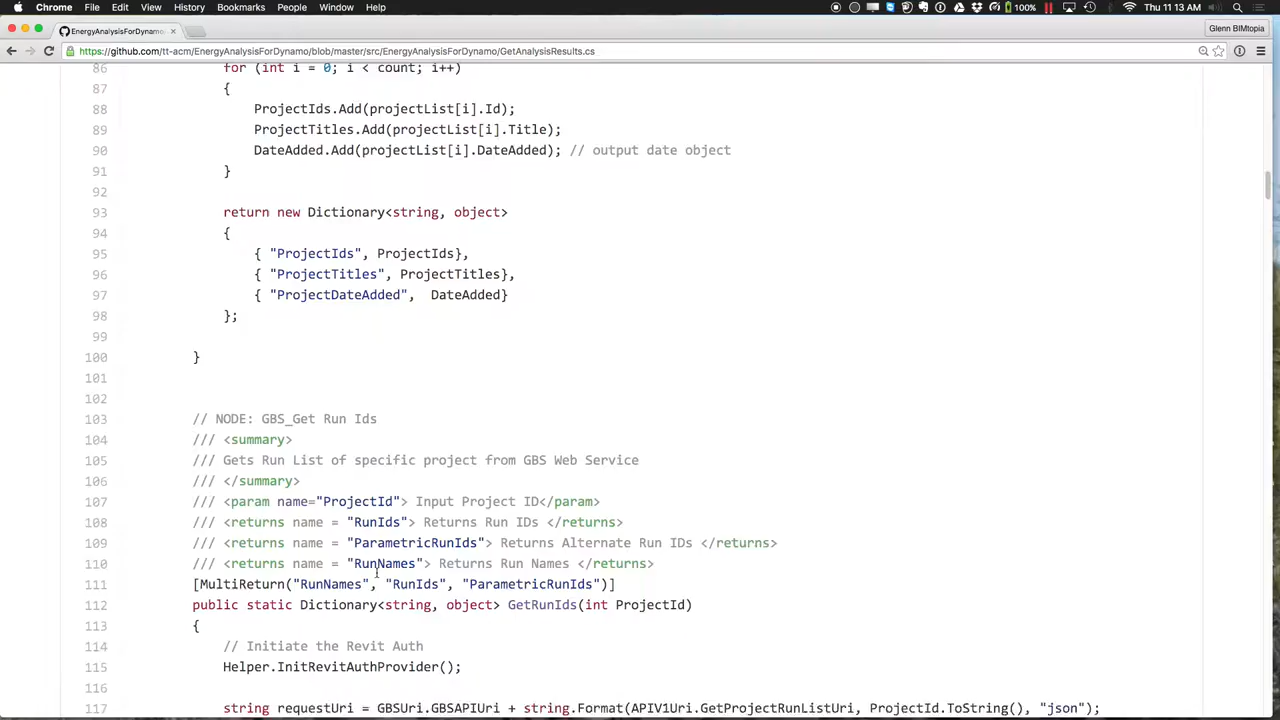 Chrome File Edit View History Bookmarks People Window Help 100% Thu 11:13 AM
EnergyAnalysisForDynamo Glenn BIMtopia
https://github.com/tt-acm/EnergyAnalysisForDynamo/blob/master/src/EnergyAnalysisForDynamo/GetAnalysisResults.cs
86 for (int i = 0; i < count; i++)
87 {
88 ProjectIds.Add(projectList[i].Id);
89 ProjectTitles.Add(projectList[i].Title);
90 DateAdded.Add(projectList[i].DateAdded); // output date object
91 }
92
93 return new Dictionary<string, object>
94 {
95 { "ProjectIds", ProjectIds},
96 { "ProjectTitles", ProjectTitles},
97 { "ProjectDateAdded", DateAdded}
98 };
99
100 }
101
102
103 // NODE: GBS_Get Run Ids
104 /// <summary>
105 /// Gets Run List of specific project from GBS Web Service
106 /// </summary>
107 /// <param name="ProjectId"> Input Project ID</param>
108 /// <returns name = "RunIds"> Returns Run IDs </returns>
109 /// <returns name = "ParametricRunIds"> Returns Alternate Run IDs </returns>
110 /// <returns name = "RunNames"> Returns Run Names </returns>
111 [MultiReturn("RunNames", "RunIds", "ParametricRunIds")]
112 public static Dictionary<string, object> GetRunIds(int ProjectId)
113 {
114 // Initiate the Revit Auth
115 Helper.InitRevitAuthProvider();
116
117 string requestUri = GBSUri.GBSAPIUri + string.Format(APIV1Uri.GetProjectRunListUri, ProjectId.ToString(), "json");